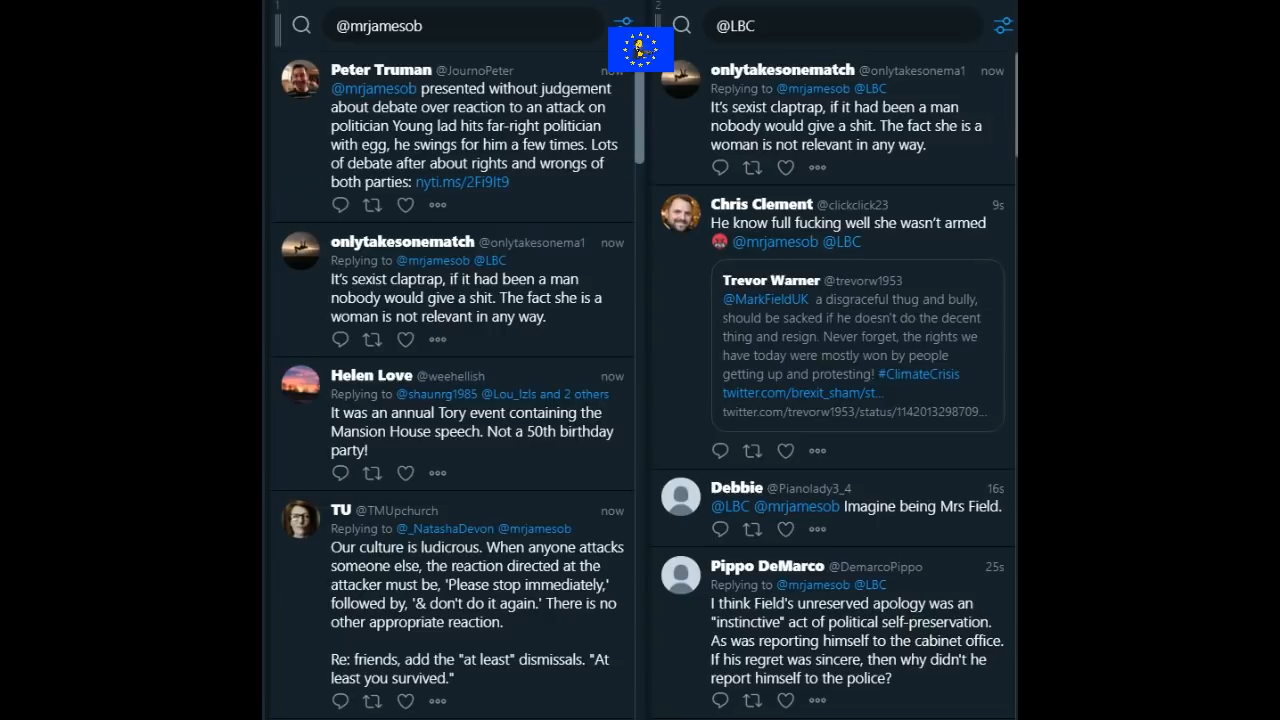 1
@mrjamesob
Peter Truman @JournoPeter now
@mrjamesob presented without judgement
about debate over reaction to an attack on
politician Young lad hits far-right politician
with egg, he swings for him a few times. Lots
of debate after about rights and wrongs of
both parties: nyti.ms/2Fi9It9
onlytakesonematch @onlytakesonema1 now
Replying to @mrjamesob @LBC
It's sexist claptrap, if it had been a man
nobody would give a shit. The fact she is a
woman is not relevant in any way.
Helen Love @weehellish now
Replying to @shaunrg1985 @Lou_Izls and 2 others
It was an annual Tory event containing the
Mansion House speech. Not a 50th birthday
party!
TU @TMUpchurch now
Replying to @_NatashaDevon @mrjamesob
Our culture is ludicrous. When anyone attacks
someone else, the reaction directed at the
attacker must be, 'Please stop immediately,'
followed by, '& don't do it again.' There is no
other appropriate reaction.
Re: friends, add the "at least" dismissals. "At
least you survived."
2
@LBC
onlytakesonematch @onlytakesonema1 now
Replying to @mrjamesob @LBC
It's sexist claptrap, if it had been a man
nobody would give a shit. The fact she is a
woman is not relevant in any way.
Chris Clement @clickclick23 9s
He know full fucking well she wasn't armed
@mrjamesob @LBC
Trevor Warner @trevorw1953
@MarkFieldUK a disgraceful thug and bully,
should be sacked if he doesn't do the decent
thing and resign. Never forget, the rights we
have today were mostly won by people
getting up and protesting! #ClimateCrisis
twitter.com/brexit_sham/st...
twitter.com/trevorw1953/status/1142013298709...
Debbie @Pianolady3_4 16s
@LBC @mrjamesob Imagine being Mrs Field.
Pippo DeMarco @DemarcoPippo 25s
Replying to @mrjamesob @LBC
I think Field's unreserved apology was an
"instinctive" act of political self-preservation.
As was reporting himself to the cabinet office.
If his regret was sincere, then why didn't he
report himself to the police?